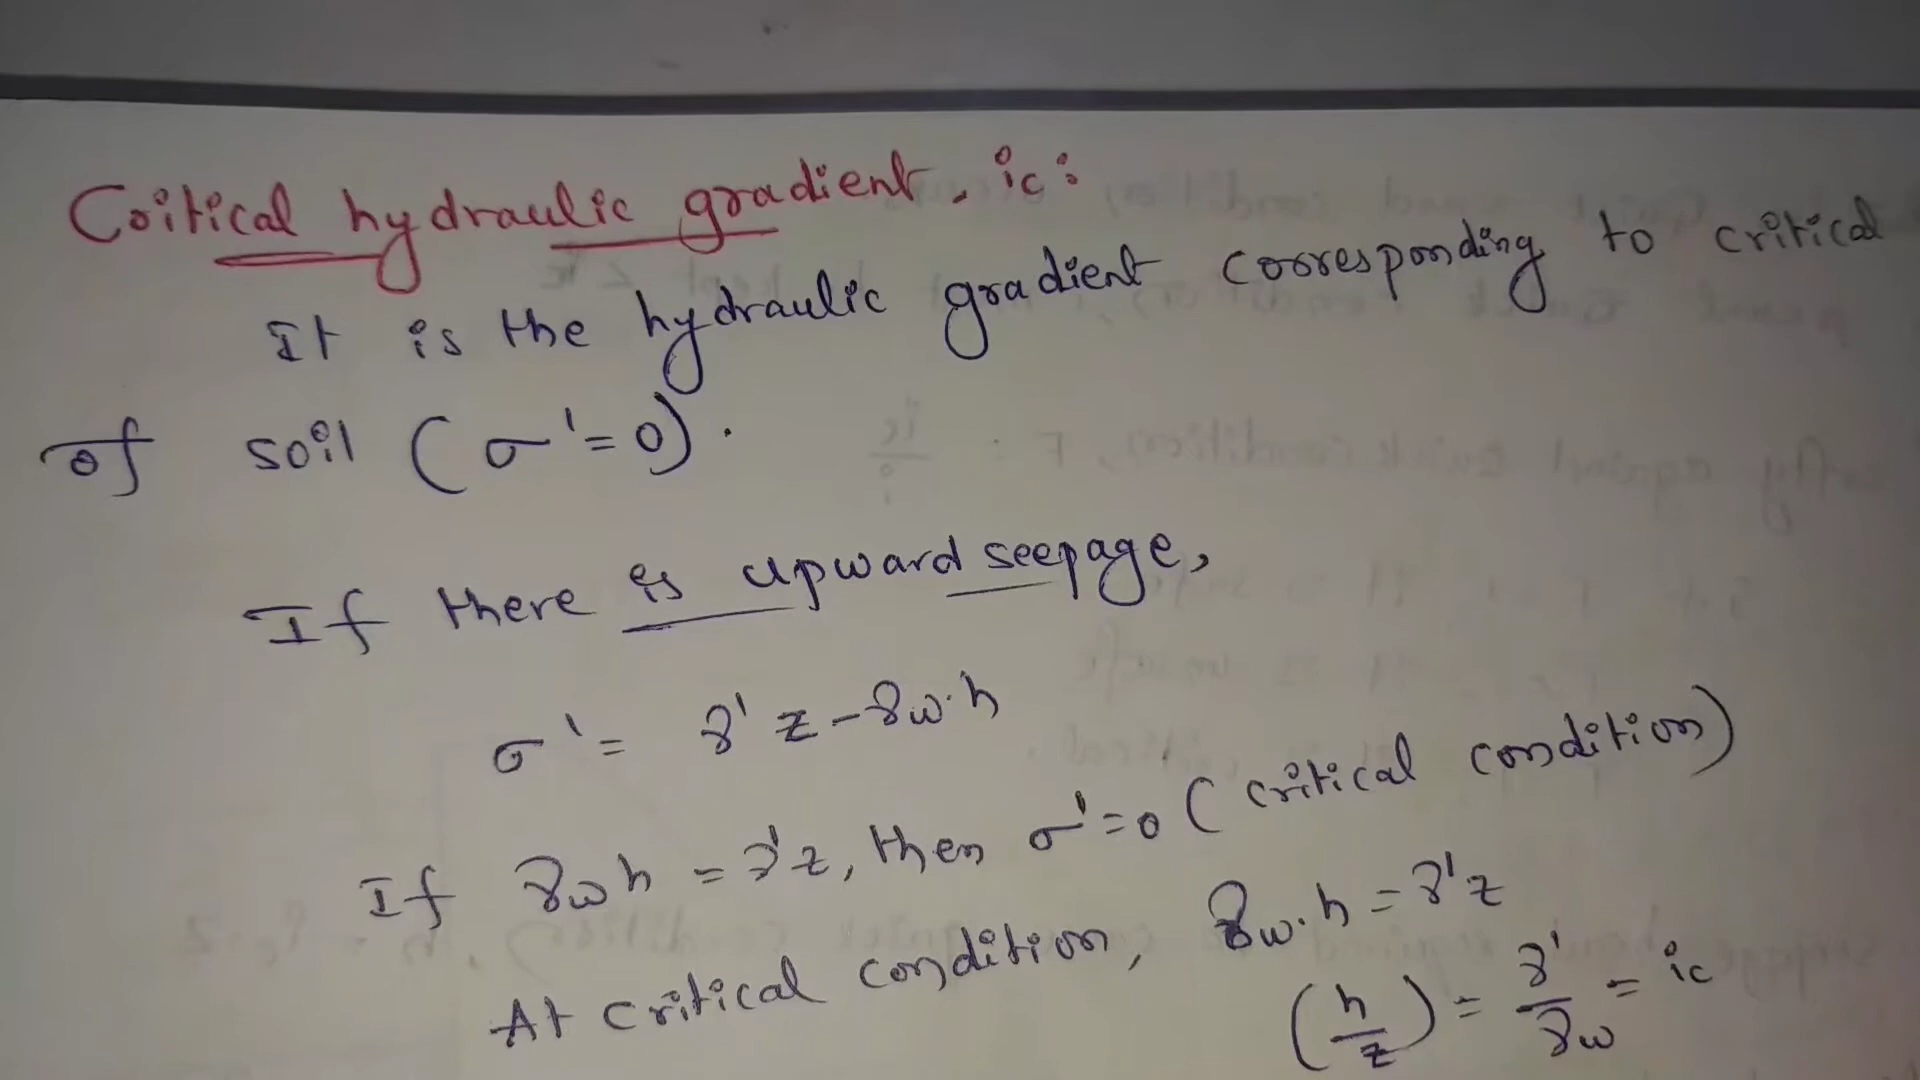 Critical hydraulic gradient, ic:
It is the hydraulic gradient corresponding to critical
of soil (σ'=0).
If there is upward seepage,
σ' = γ'z-γw.h
If γwh = γ'z, then σ'=0 (critical condition)
At critical condition, γw.h = γ'z
(h/z) = γ'/γw = ic